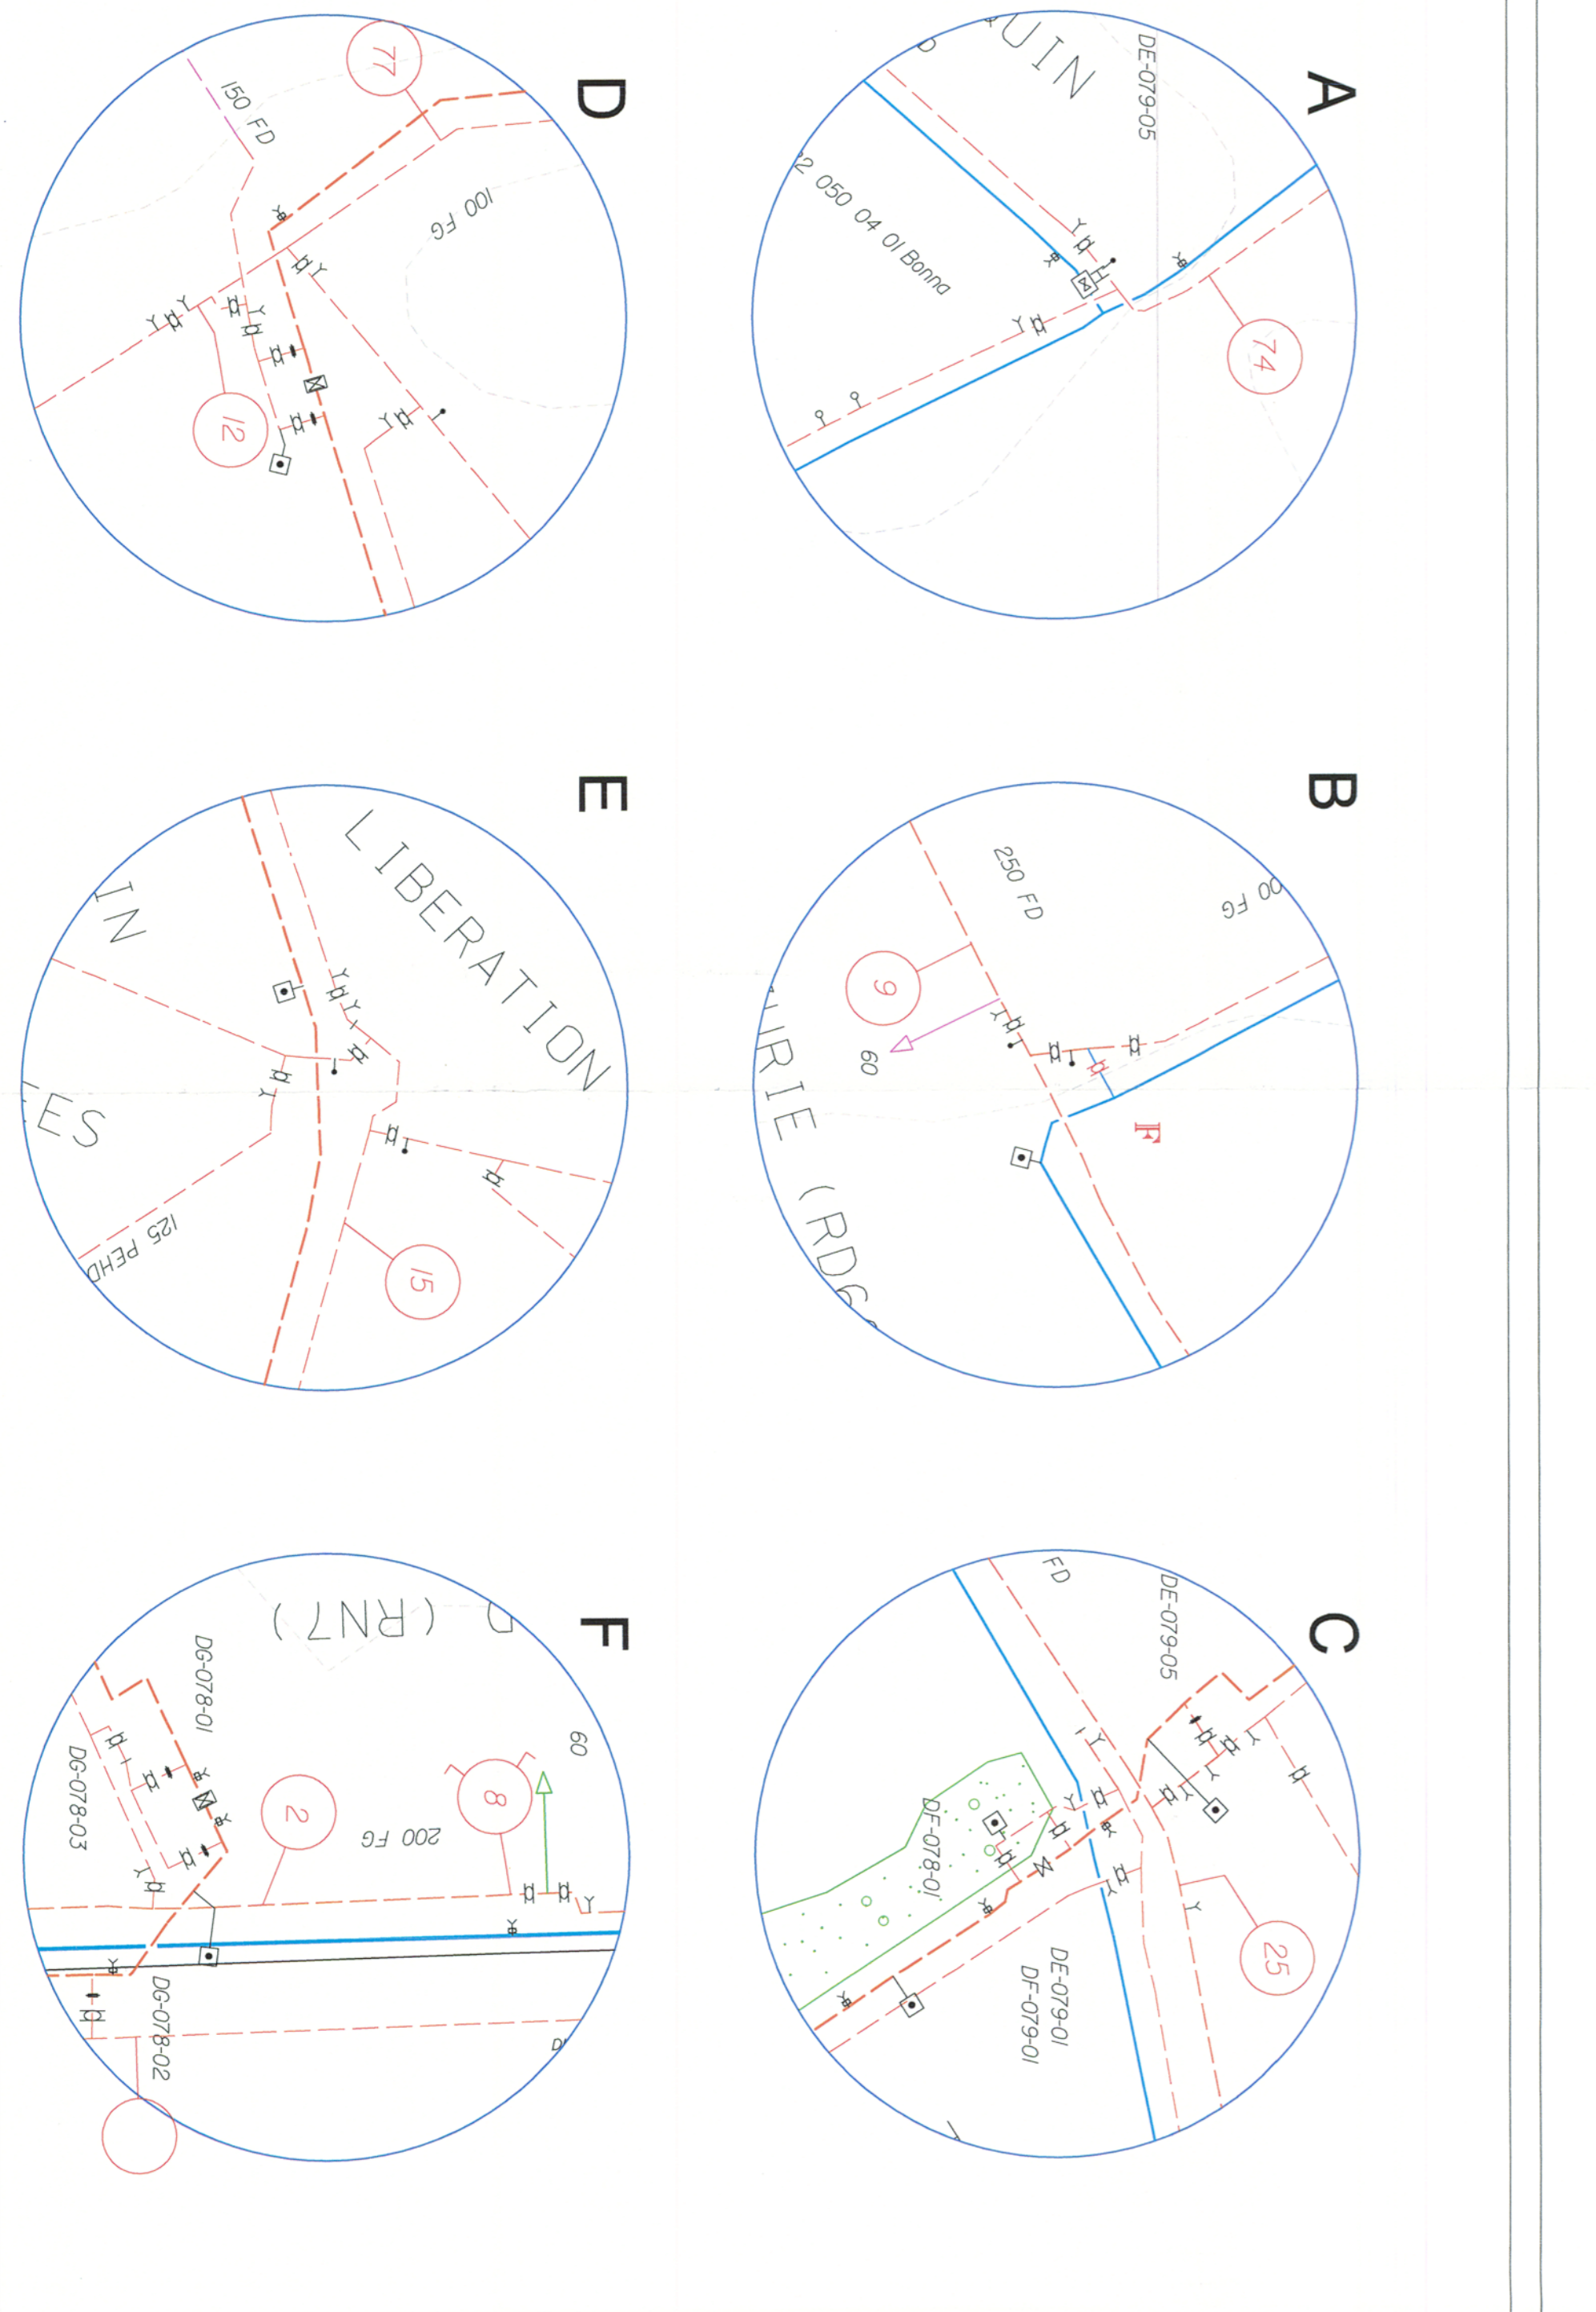 A
UIN
DE-079-05
2 050 04 01 Bonna
74
B
250 FD
00 FG
9
60
F
URIE (RD6
C
FD
DE-079-05
DF-078-01
25
DE-079-01
DF-079-01
D
77
150 FD
100 FG
12
E
LIBERATION
IN
ES
125 PEHD
15
F
(RN7)
DG-078-01
DG-078-03
60
8
2
200 FG
DG-078-02